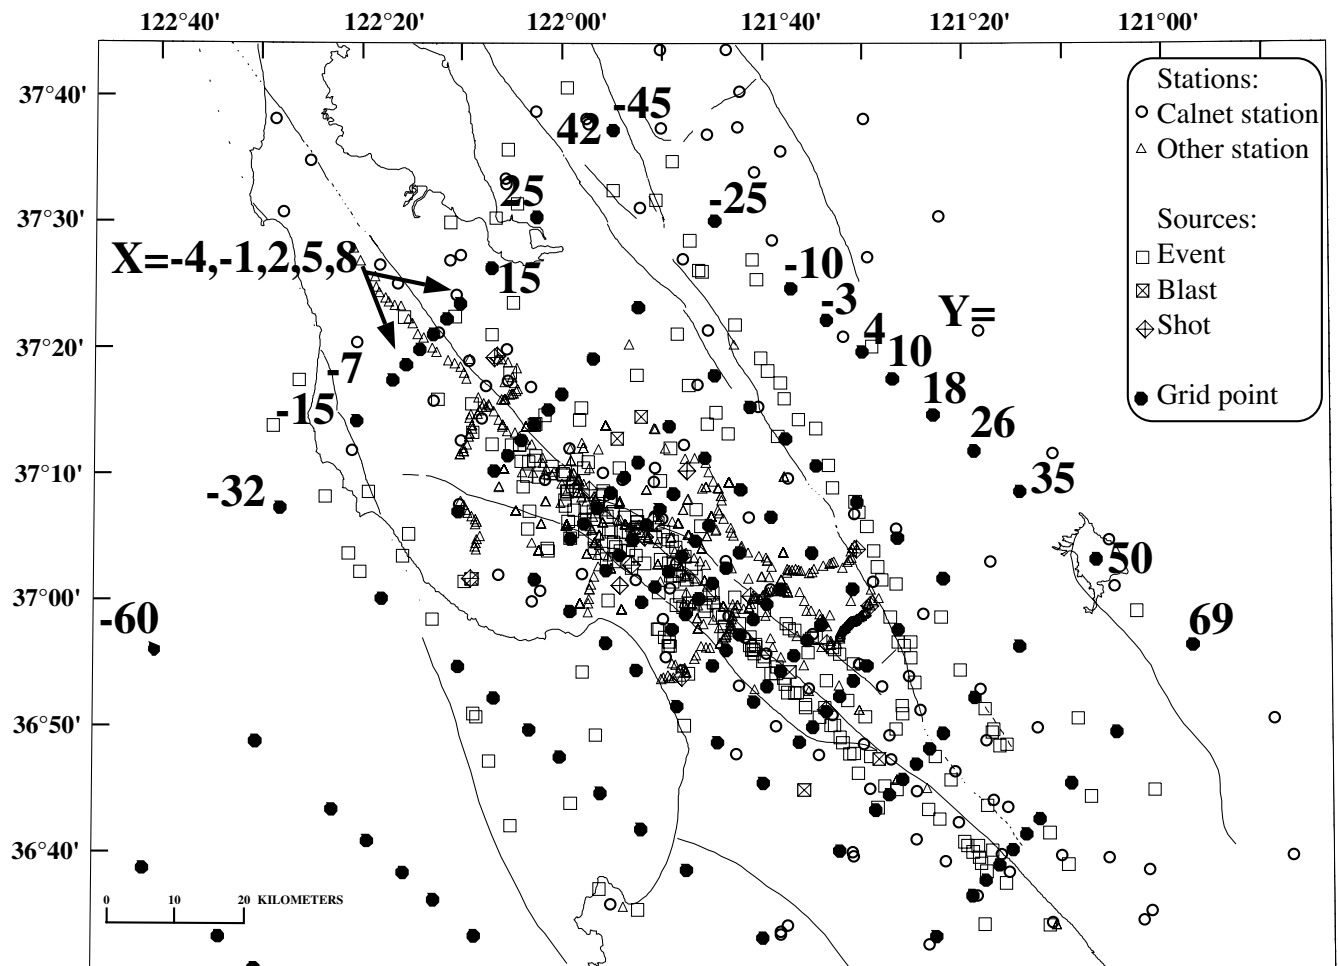 122°40' 122°20' 122°00' 121°40' 121°20' 121°00'
37°40'
37°30'
37°20'
37°10'
37°00'
36°50'
36°40'
Stations:
Calnet station
Other station
Sources:
Event
Blast
Shot
Grid point
-45
42
25
-25
X=-4,-1,2,5,8
15
-10
-3
Y=
4
10
-7
18
-15
26
-32
35
50
-60
69
0 10 20 KILOMETERS